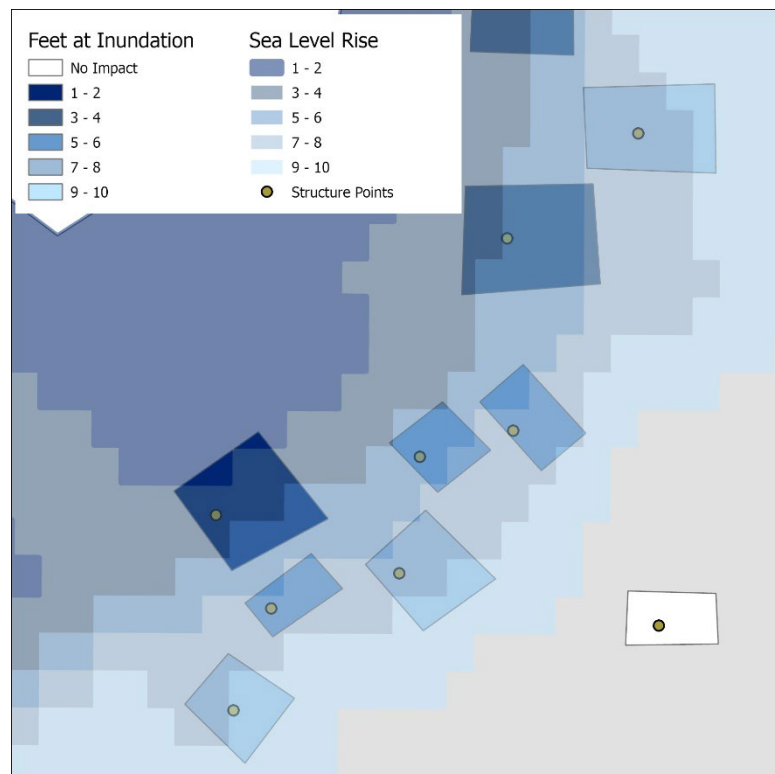 Feet at Inundation
No Impact
1 - 2
3 - 4
5 - 6
7 - 8
9 - 10
Sea Level Rise
1 - 2
3 - 4
5 - 6
7 - 8
9 - 10
Structure Points